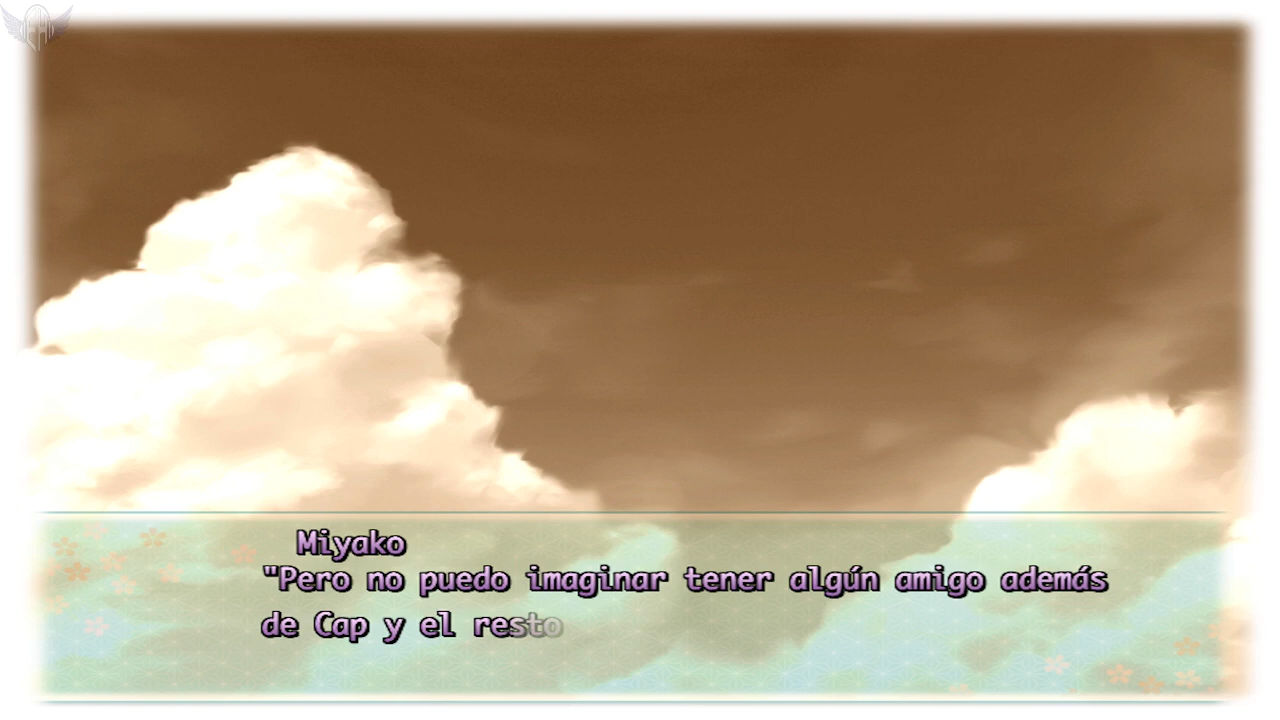 Miyako
"Pero no puedo imaginar tener algún amigo además
de Cap y el resto